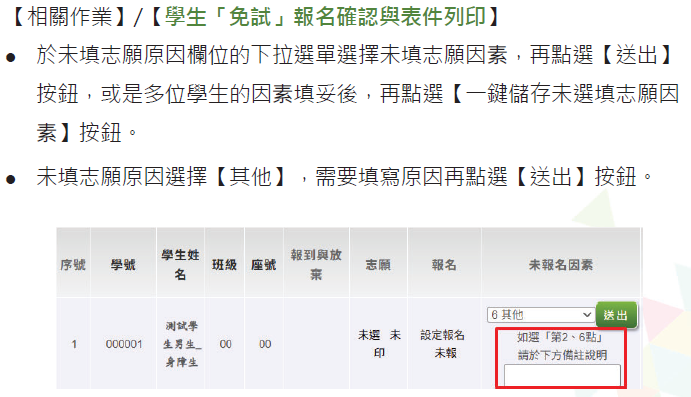 【相關作業】/【學生「免試」報名確認與表件列印】
● 於未填志願原因欄位的下拉選單選擇未填志願因素，再點選【送出】
按鈕，或是多位學生的因素填妥後，再點選【一鍵儲存未選填志願因
素】按鈕。
● 未填志願原因選擇【其他】，需要填寫原因再點選【送出】按鈕。
序號 學號 學生姓名 班級 座號 報到與放棄 志願 報名 未報名因素
1 000001 測試學生男生_身障生 00 00 未選 未印 設定報名 未報 6 其他 送出
如選「第2、6點」
請於下方備註說明